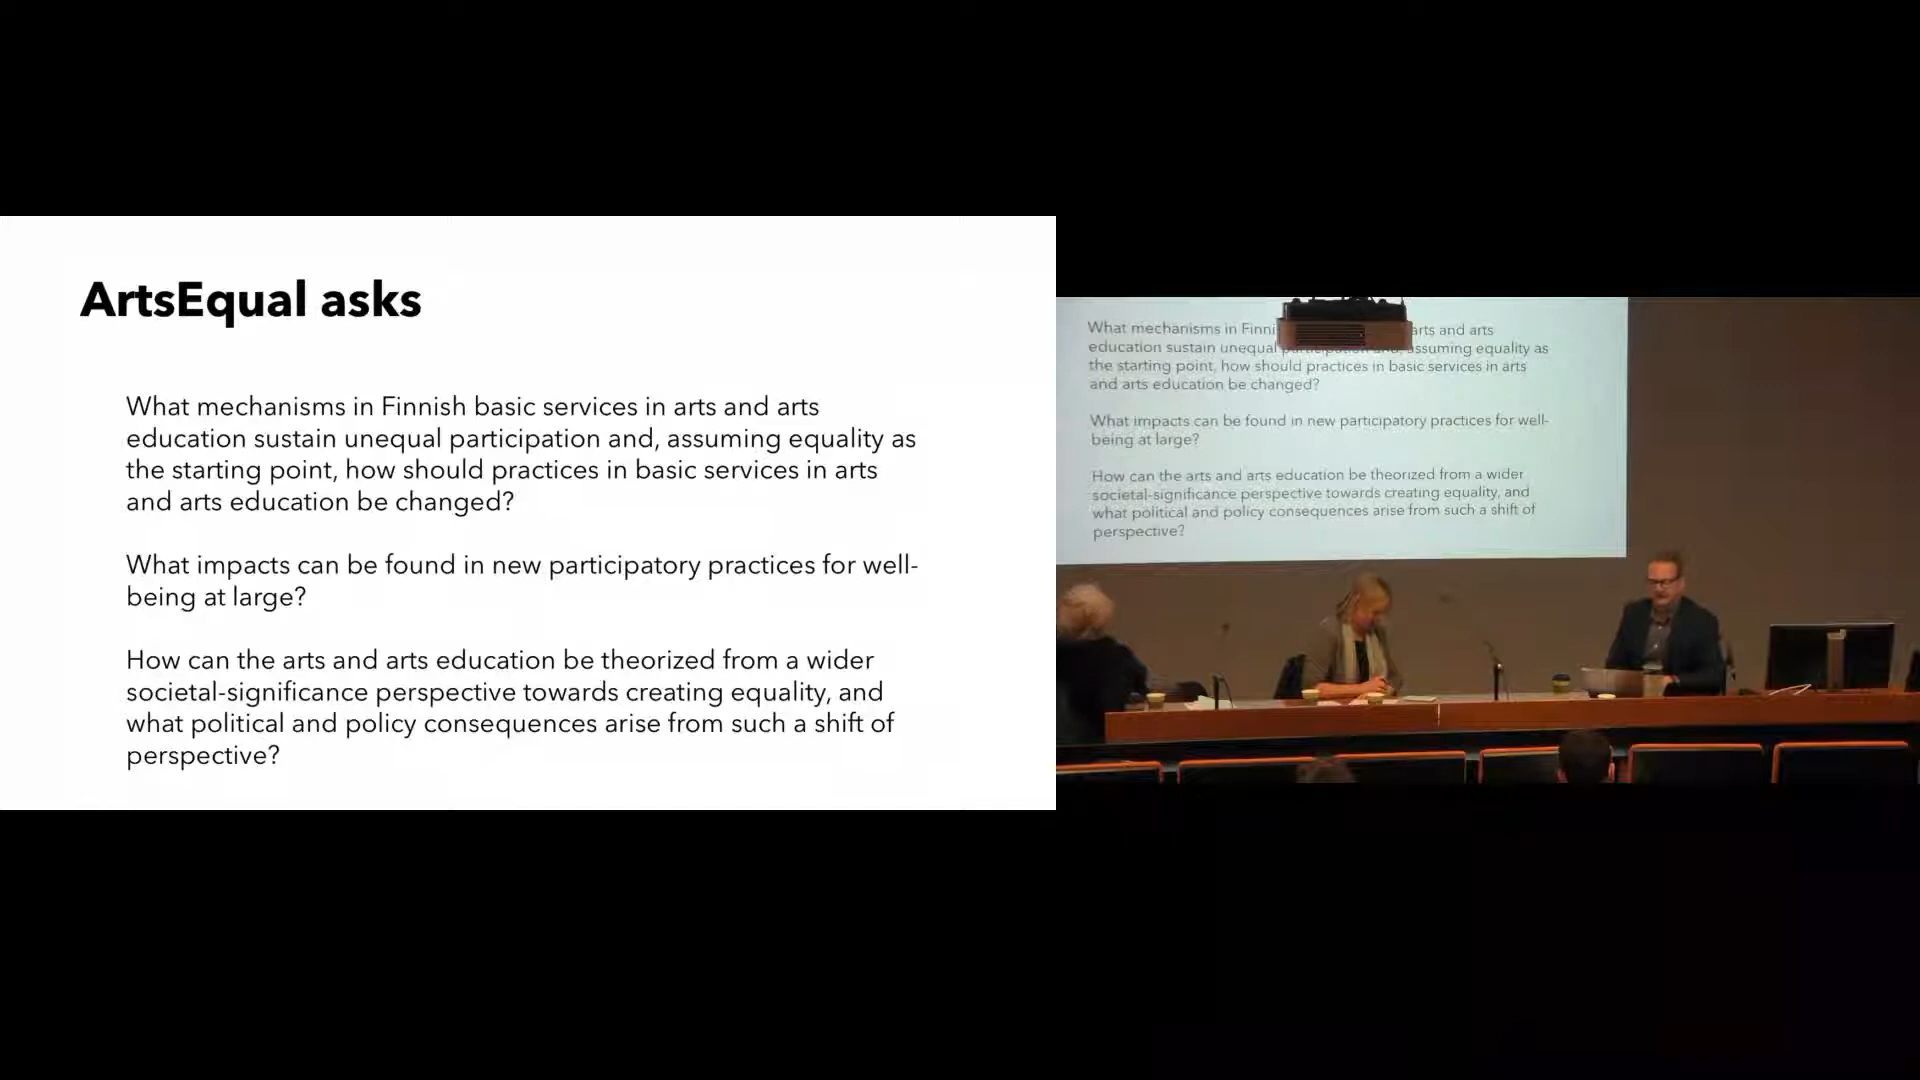 ArtsEqual asks
What mechanisms in Finnish basic services in arts and arts
education sustain unequal participation and, assuming equality as
the starting point, how should practices in basic services in arts
and arts education be changed?
What impacts can be found in new participatory practices for well-
being at large?
How can the arts and arts education be theorized from a wider
societal-significance perspective towards creating equality, and
what political and policy consequences arise from such a shift of
perspective?
What mechanisms in Finni arts and arts
education sustain unequal assuming equality as
the starting point, how should practices in basic services in arts
and arts education be changed?
What impacts can be found in new participatory practices for well-
being at large?
How can the arts and arts education be theorized from a wider
societal-significance perspective towards creating equality, and
what political and policy consequences arise from such a shift of
perspective?